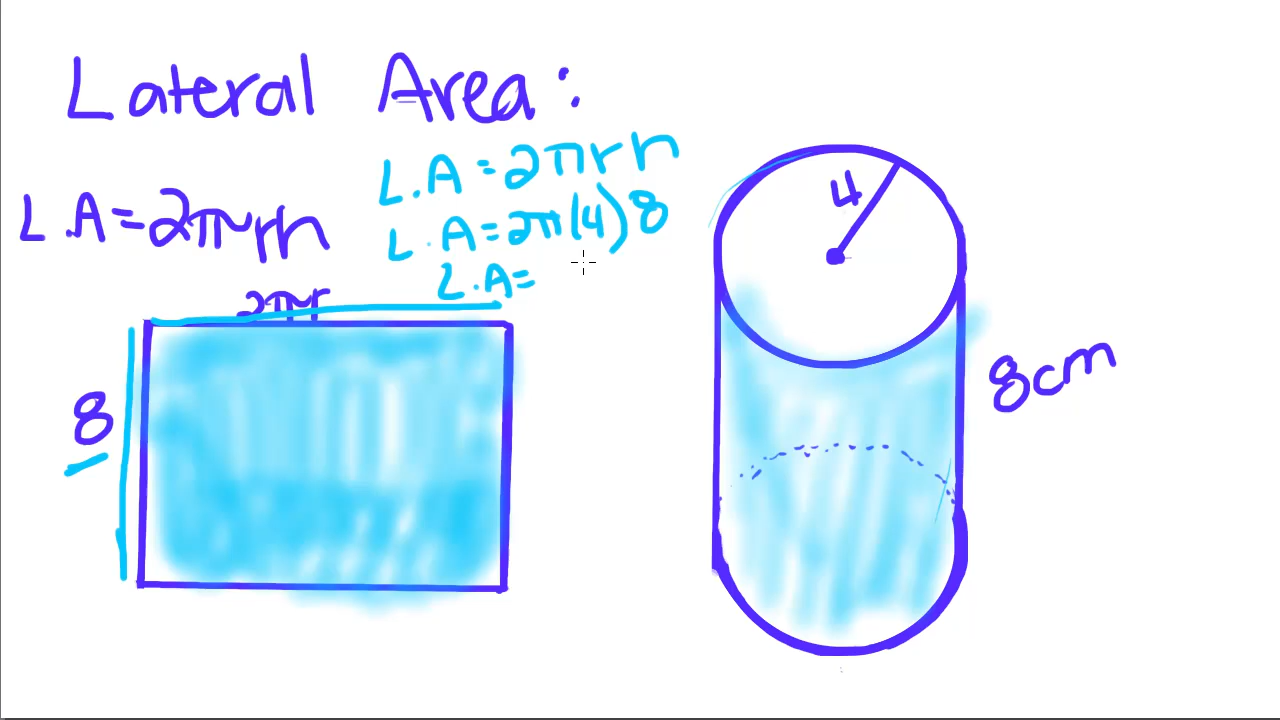 Lateral Area:
L.A=2πrh
L.A=2πrh
L.A=2π(4)8
L.A=
2πr
8
4
8cm